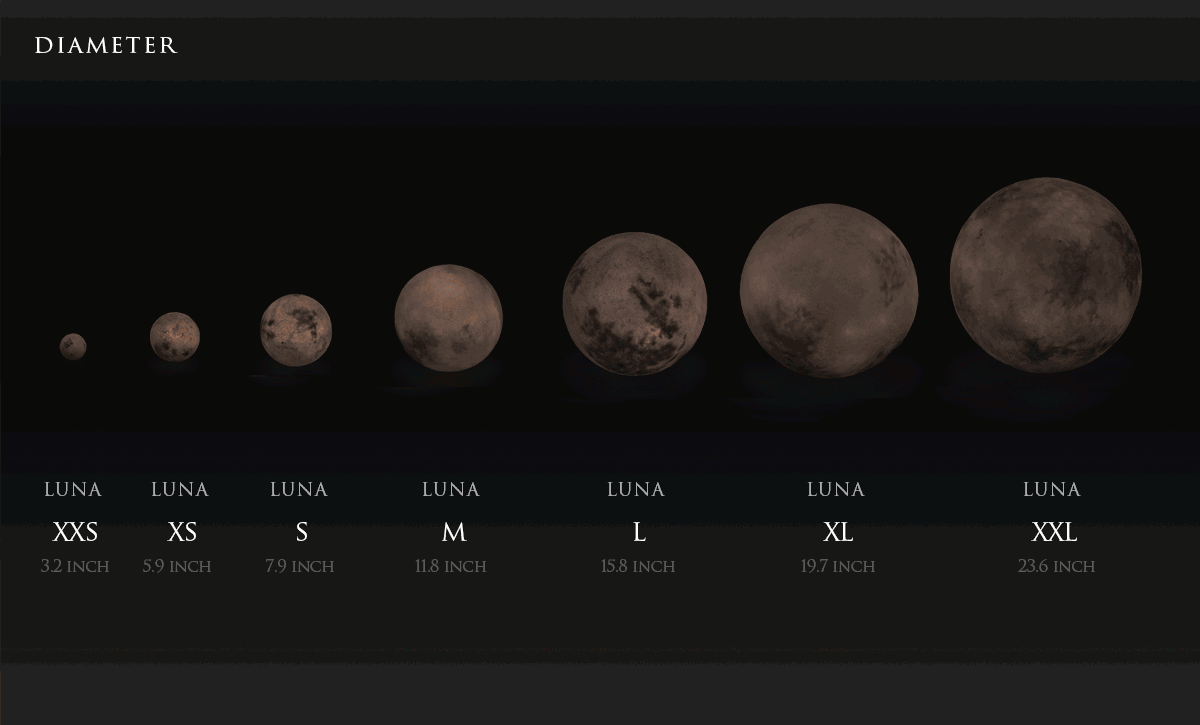 DIAMETER
LUNA LUNA LUNA LUNA LUNA LUNA LUNA
XXS XS S M L XL XXL
3.2 INCH 5.9 INCH 7.9 INCH 11.8 INCH 15.8 INCH 19.7 INCH 23.6 INCH